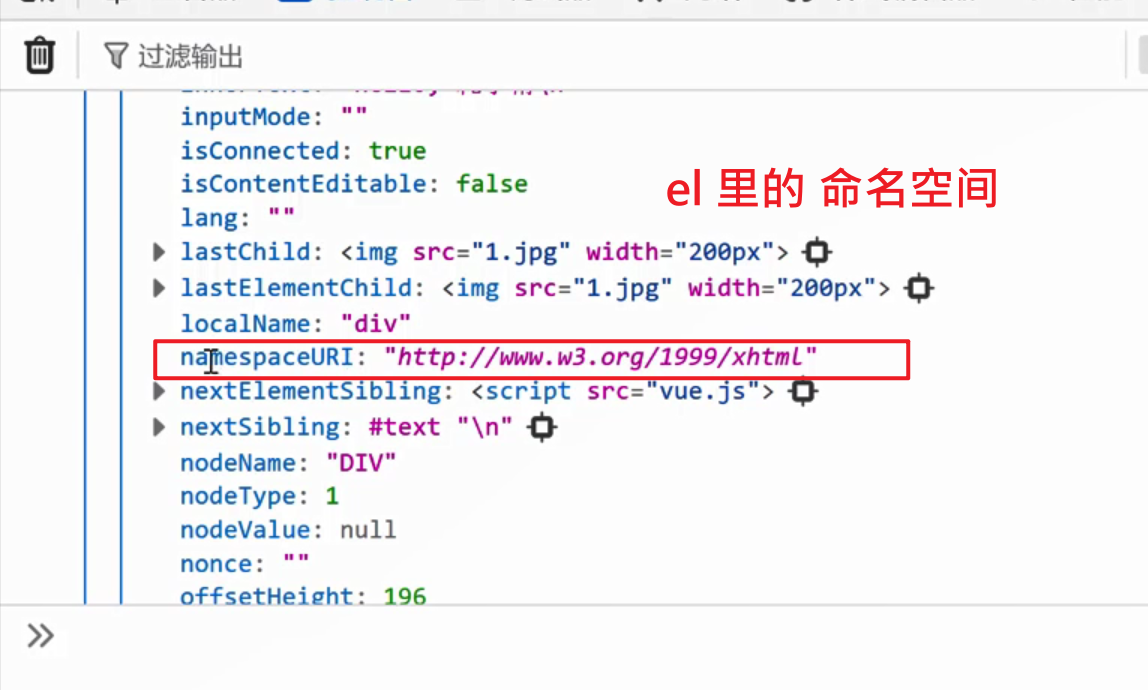 过滤输出
inputMode: ""
isConnected: true
isContentEditable: false
el 里的 命名空间
lang: ""
lastChild: <img src="1.jpg" width="200px">
lastElementChild: <img src="1.jpg" width="200px">
localName: "div"
namespaceURI: "http://www.w3.org/1999/xhtml"
nextElementSibling: <script src="vue.js">
nextSibling: #text "\n"
nodeName: "DIV"
nodeType: 1
nodeValue: null
nonce: ""
offsetHeight: 196